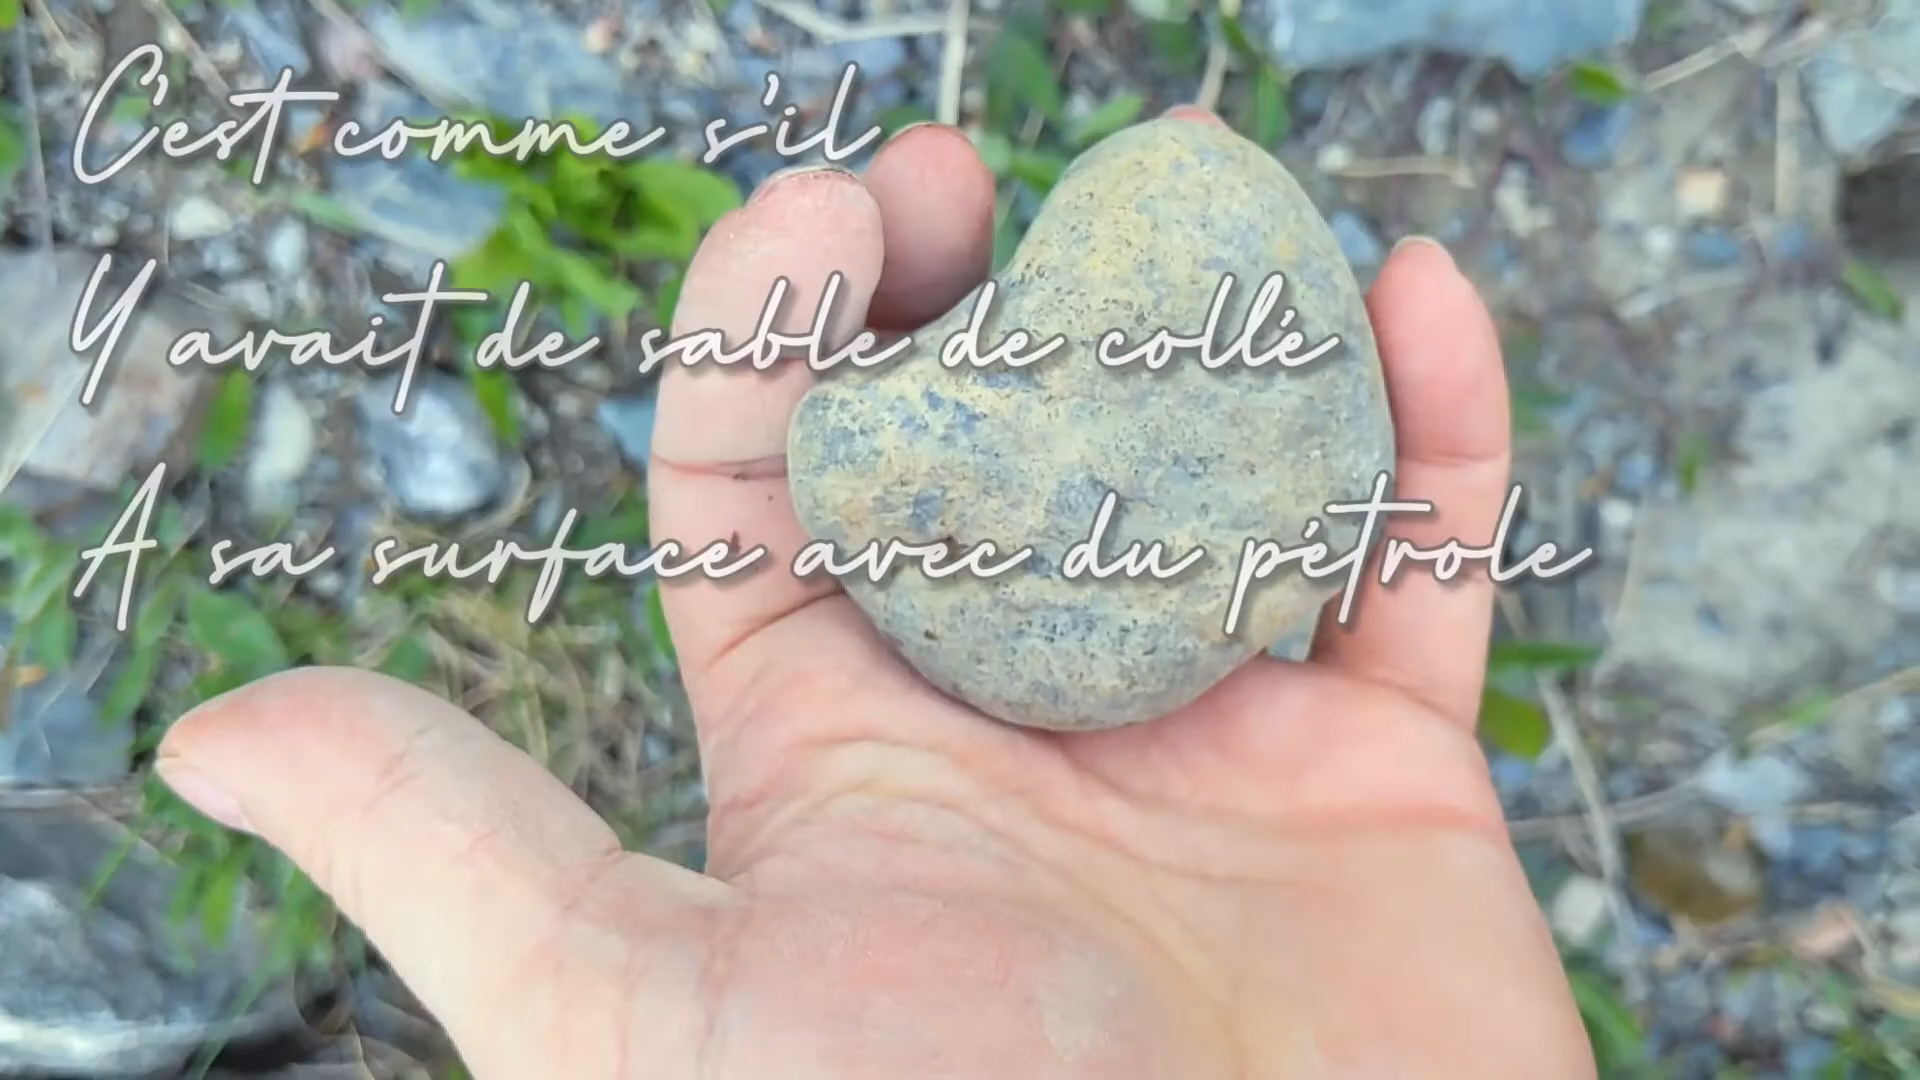 C'est comme s'il
Y avait de sable de collé
A sa surface avec du pétrole